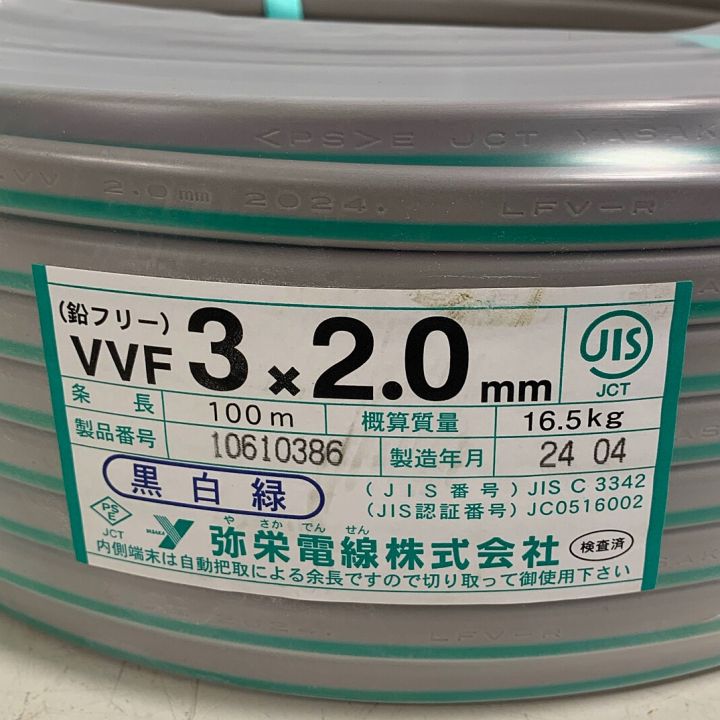 <PS>E JCT YASAK
VV 2.0mm 2024. LFV-R
(鉛フリー)
VVF 3×2.0mm
JIS
JCT
条長 100m 概算質量 16.5kg
製品番号 10610386 製造年月 24 04
黒白緑
(JIS番号) JIS C 3342
(JIS認証番号) JC0516002
PS
E
JCT
YASAKA
や さか でん せん
弥栄電線株式会社
検査済
内側端末は自動把取による余長ですので切り取って御使用下さい
2024. LFV-R